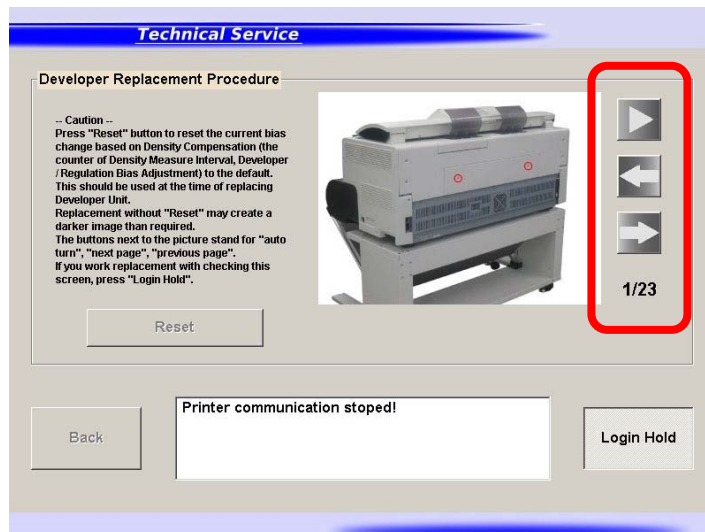 Technical Service
Developer Replacement Procedure
-- Caution --
Press "Reset" button to reset the current bias
change based on Density Compensation (the
counter of Density Measure Interval, Developer
/ Regulation Bias Adjustment) to the default.
This should be used at the time of replacing
Developer Unit.
Replacement without "Reset" may create a
darker image than required.
The buttons next to the picture stand for "auto
turn", "next page", "previous page".
If you work replacement with checking this
screen, press "Login Hold".
1/23
Reset
Printer communication stoped!
Back
Login Hold